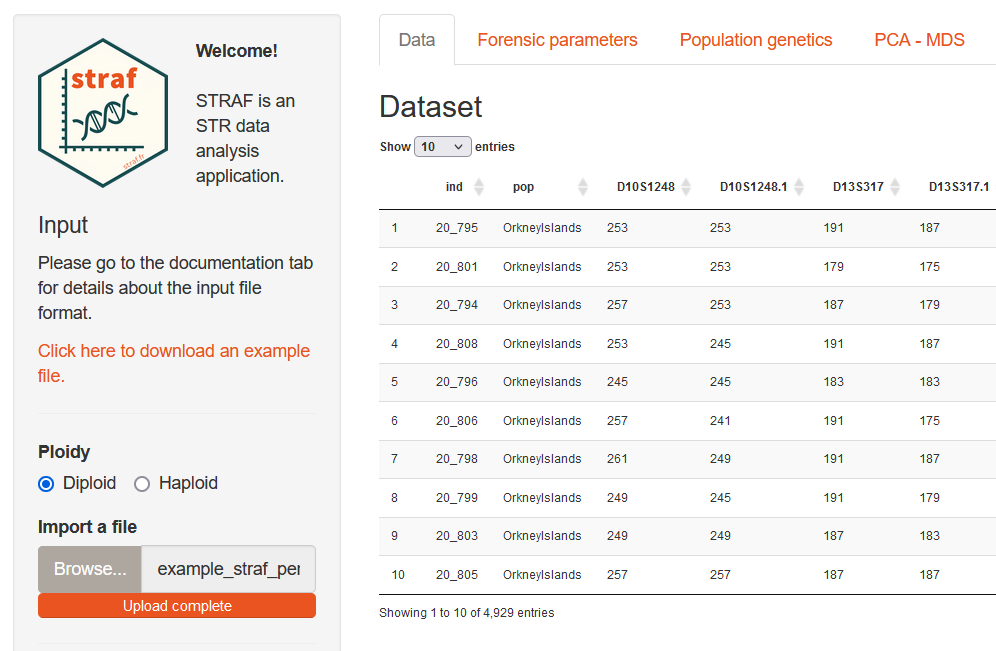 straf
straf.fr
Welcome!
STRAF is an
STR data
analysis
application.
Input
Please go to the documentation tab
for details about the input file
format.
Click here to download an example
file.
Ploidy
Diploid Haploid
Import a file
Browse... example_straf_per
Upload complete
Data Forensic parameters Population genetics PCA - MDS
Dataset
Show 10 entries
ind pop D10S1248 D10S1248.1 D13S317 D13S317.1
1 20_795 OrkneyIslands 253 253 191 187
2 20_801 OrkneyIslands 253 253 179 175
3 20_794 OrkneyIslands 257 253 187 179
4 20_808 OrkneyIslands 253 245 191 187
5 20_796 OrkneyIslands 245 245 183 183
6 20_806 OrkneyIslands 257 241 191 175
7 20_798 OrkneyIslands 261 249 191 187
8 20_799 OrkneyIslands 249 245 191 179
9 20_803 OrkneyIslands 249 249 187 183
10 20_805 OrkneyIslands 257 257 187 187
Showing 1 to 10 of 4,929 entries